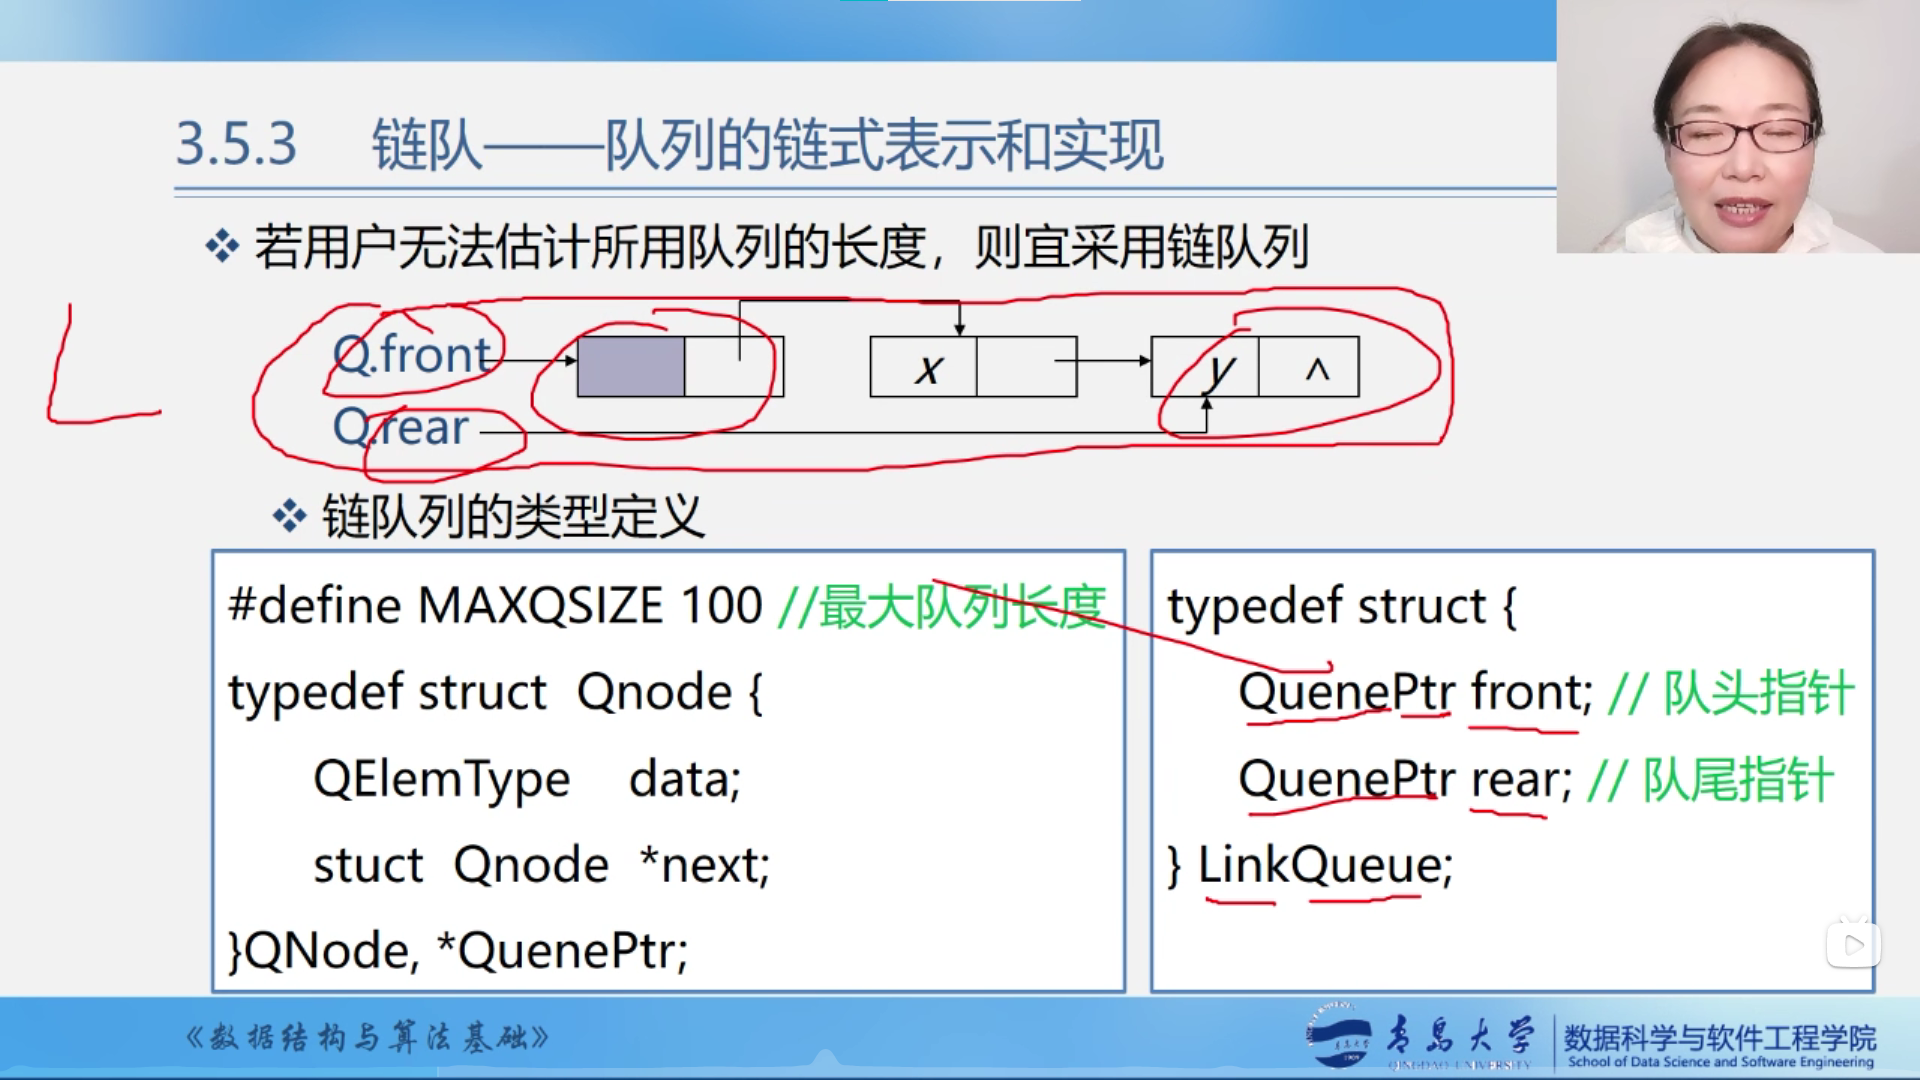 3.5.3 链队——队列的链式表示和实现
❖ 若用户无法估计所用队列的长度，则宜采用链队列
Q.front
x
y ^
Q.rear
❖ 链队列的类型定义
#define MAXQSIZE 100 //最大队列长度
typedef struct Qnode {
QElemType data;
stuct Qnode *next;
}QNode, *QuenePtr;
typedef struct {
QuenePtr front; // 队头指针
QuenePtr rear; // 队尾指针
} LinkQueue;
《数据结构与算法基础》
青岛大学
QINGDAO UNIVERSITY
数据科学与软件工程学院
School of Data Science and Software Engineering